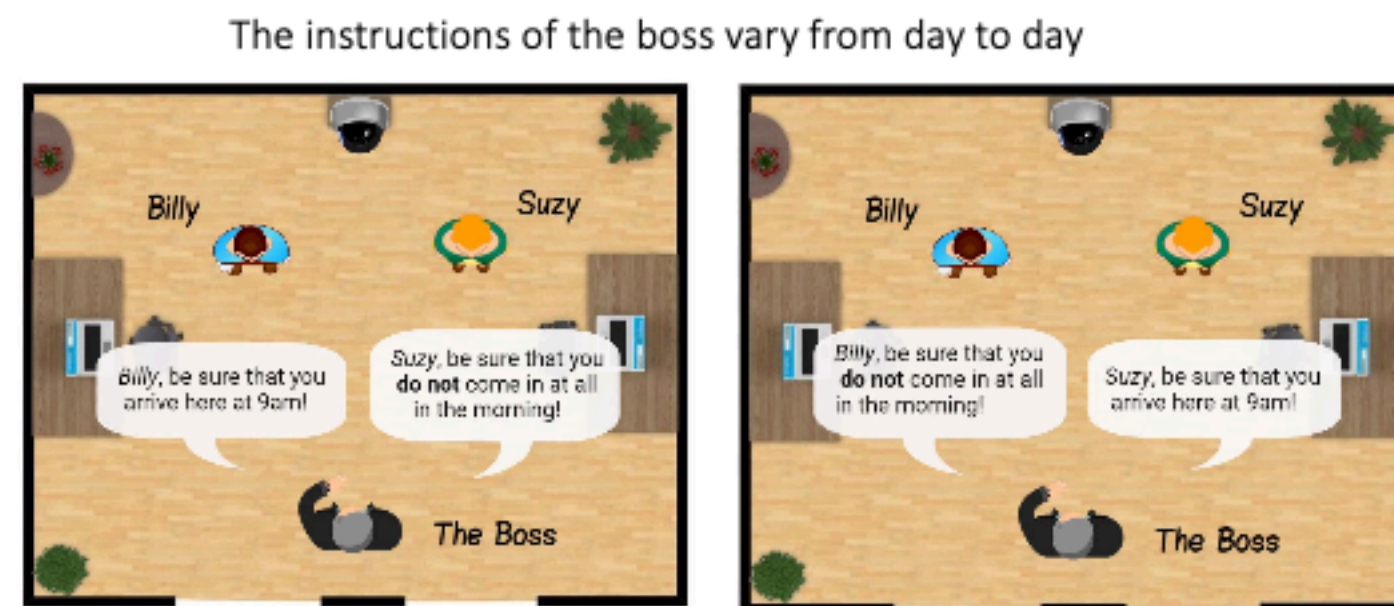 The instructions of the boss vary from day to day
Billy
Suzy
Billy, be sure that you
arrive here at 9am!
Suzy, be sure that you
do not come in at all
in the morning!
The Boss
Billy
Suzy
Billy, be sure that you
do not come in at all
in the morning!
Suzy, be sure that you
arrive here at 9am!
The Boss